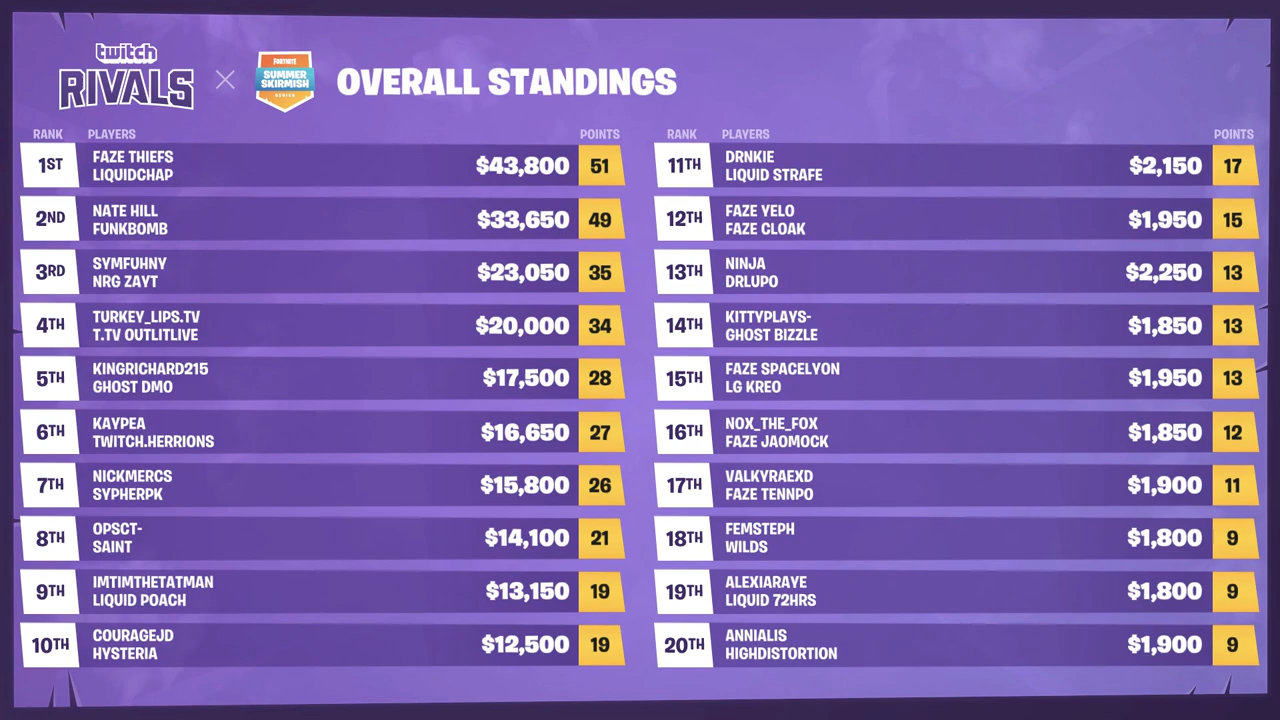 twitch RIVALS X FORTNITE SUMMER SKIRMISH SERIES OVERALL STANDINGS
RANK PLAYERS POINTS
1ST FAZE THIEFS $43,800 51
LIQUIDCHAP
2ND NATE HILL $33,650 49
FUNKBOMB
3RD SYMFUHNY $23,050 35
NRG ZAYT
4TH TURKEY_LIPS.TV $20,000 34
T.TV OUTLITLIVE
5TH KINGRICHARD215 $17,500 28
GHOST DMO
6TH KAYPEA $16,650 27
TWITCH.HERRIONS
7TH NICKMERCS $15,800 26
SYPHERPK
8TH OPSCT- $14,100 21
SAINT
9TH IMTIMTHETATMAN $13,150 19
LIQUID POACH
10TH COURAGEJD $12,500 19
HYSTERIA
RANK PLAYERS POINTS
11TH DRNKIE $2,150 17
LIQUID STRAFE
12TH FAZE YELO $1,950 15
FAZE CLOAK
13TH NINJA $2,250 13
DRLUPO
14TH KITTYPLAYS- $1,850 13
GHOST BIZZLE
15TH FAZE SPACELYON $1,950 13
LG KREO
16TH NOX_THE_FOX $1,850 12
FAZE JAOMOCK
17TH VALKYRAEXD $1,900 11
FAZE TENNPO
18TH FEMSTEPH $1,800 9
WILDS
19TH ALEXIARAYE $1,800 9
LIQUID 72HRS
20TH ANNIALIS $1,900 9
HIGHDISTORTION